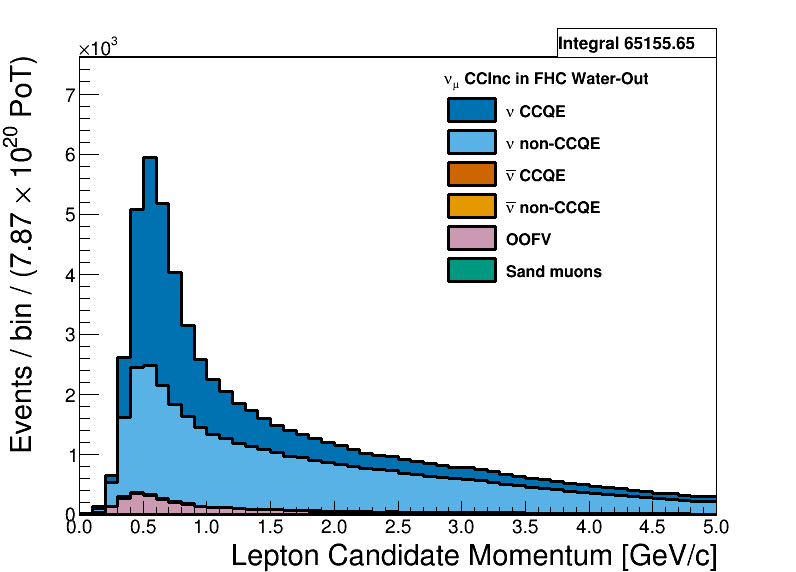 Integral 65155.65
×10³
ν_μ CCInc in FHC Water-Out
ν CCQE
ν non-CCQE
ν̅ CCQE
ν̅ non-CCQE
OOFV
Sand muons
Events / bin / (7.87 × 10²⁰ PoT)
7
6
5
4
3
2
1
0
0.0 0.5 1.0 1.5 2.0 2.5 3.0 3.5 4.0 4.5 5.0
Lepton Candidate Momentum [GeV/c]